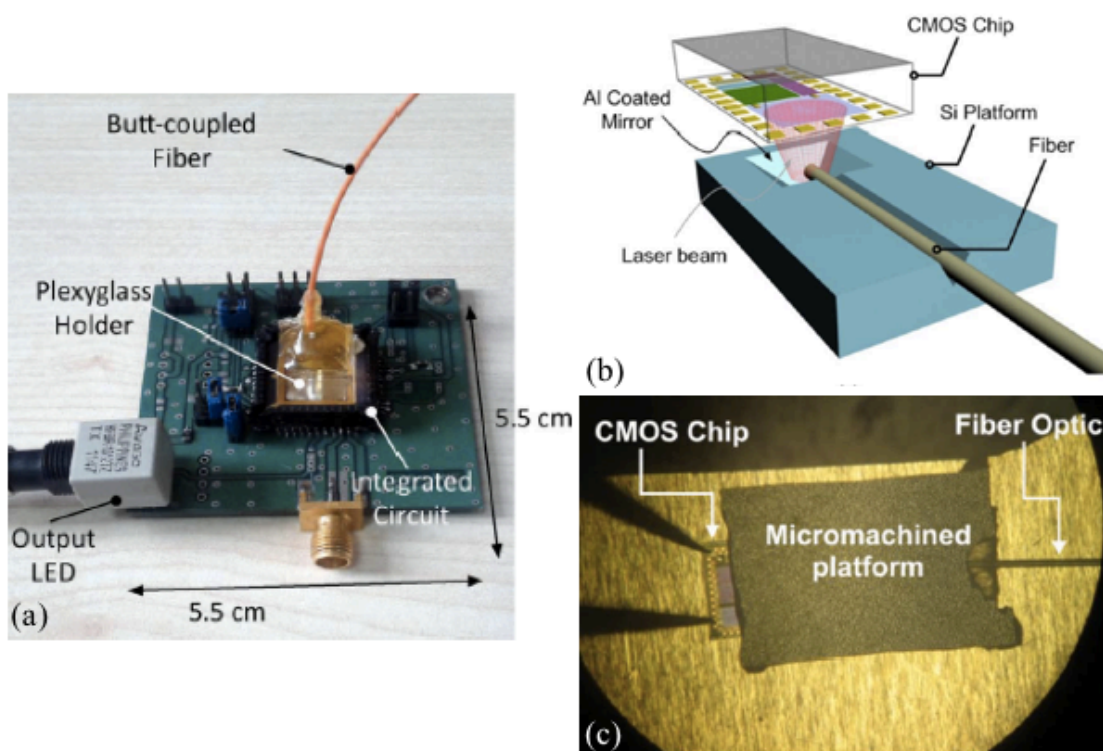 Butt-coupled
Fiber
Plexyglass
Holder
5.5 cm
Integrated
Circuit
Output
LED
5.5 cm
(a)
CMOS Chip
Al Coated
Mirror
Si Platform
Fiber
Laser beam
(b)
CMOS Chip
Fiber Optic
Micromachined
platform
(c)